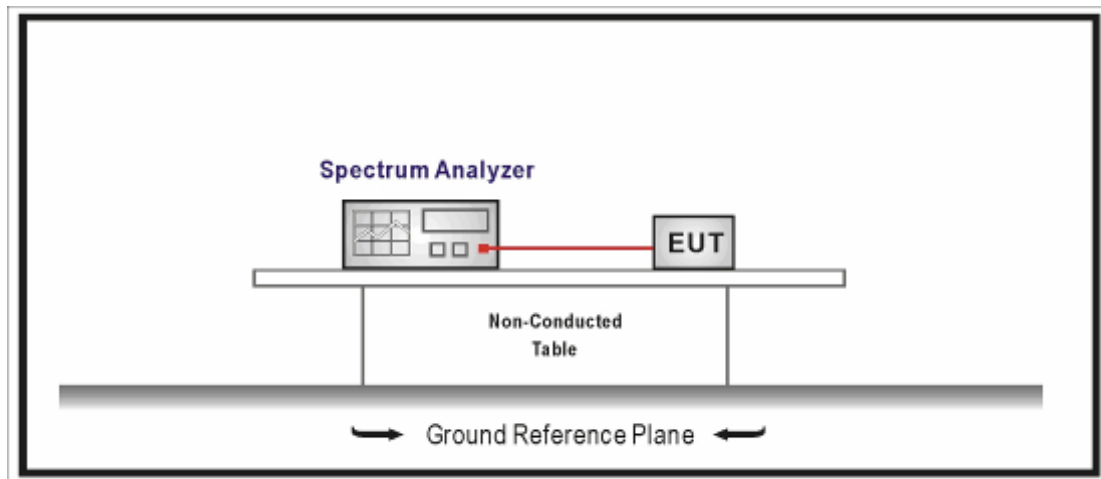 Spectrum Analyzer
EUT
Non-Conducted
Table
Ground Reference Plane